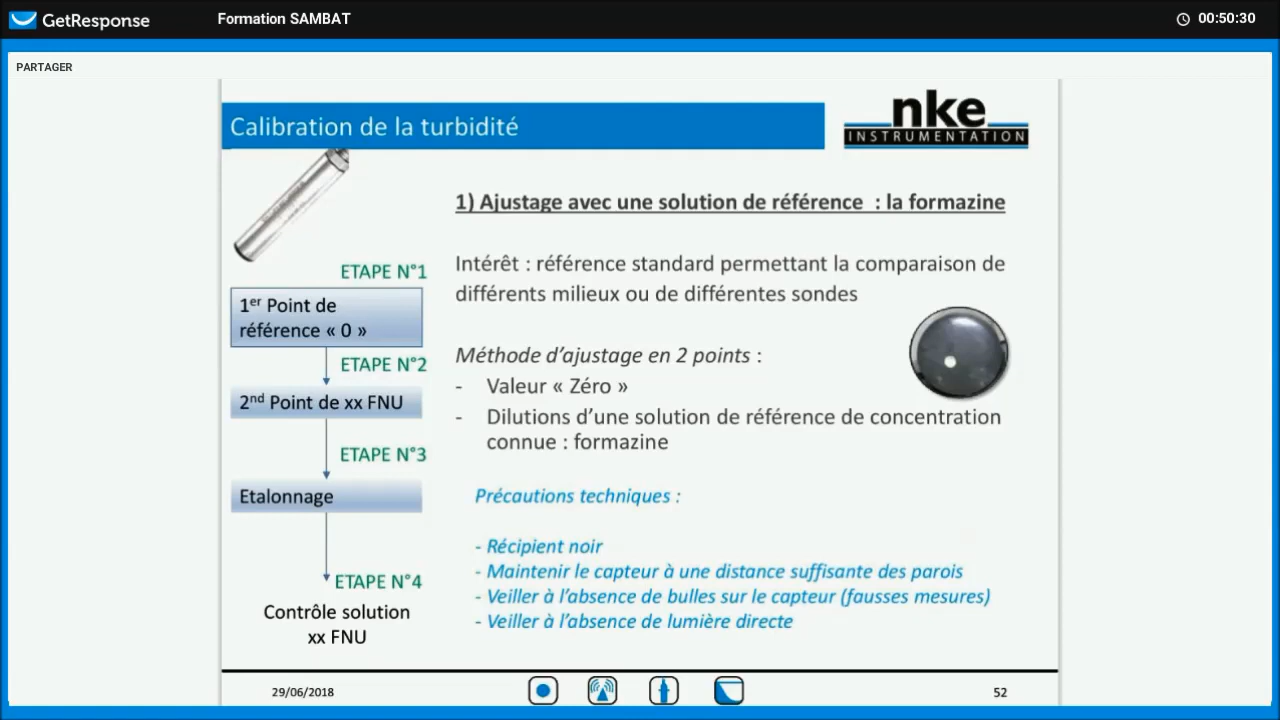 GetResponse
Formation SAMBAT
00:50:30
PARTAGER
Calibration de la turbidité
nke
INSTRUMENTATION
1) Ajustage avec une solution de référence : la formazine
ETAPE N°1
1er Point de
référence « 0 »
ETAPE N°2
2nd Point de xx FNU
ETAPE N°3
Etalonnage
ETAPE N°4
Contrôle solution
xx FNU
Intérêt : référence standard permettant la comparaison de
différents milieux ou de différentes sondes
Méthode d’ajustage en 2 points :
- Valeur « Zéro »
- Dilutions d’une solution de référence de concentration
connue : formazine
Précautions techniques :
- Récipient noir
- Maintenir le capteur à une distance suffisante des parois
- Veiller à l’absence de bulles sur le capteur (fausses mesures)
- Veiller à l’absence de lumière directe
29/06/2018
52